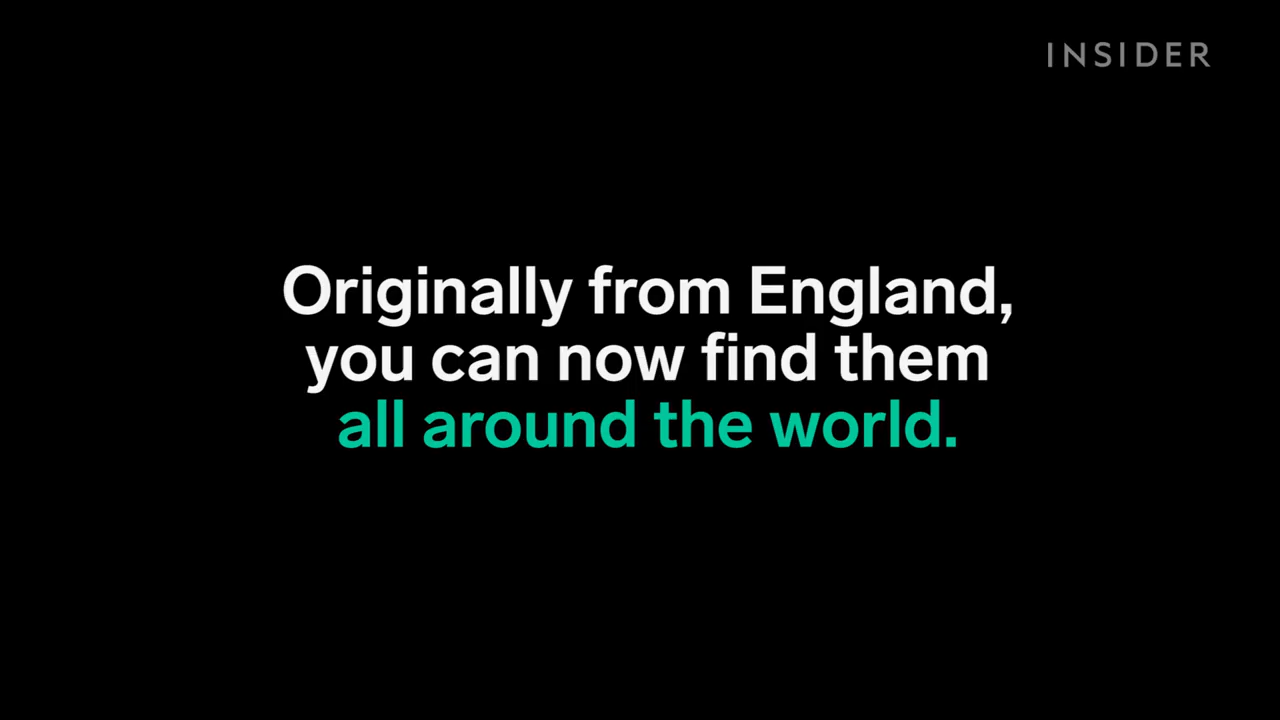 INSIDER
Originally from England,
you can now find them
all around the world.